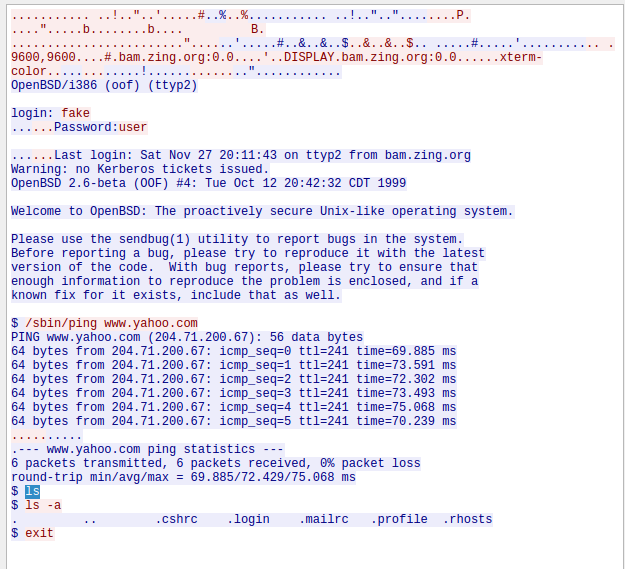 ........... ..!.."..'.....#..%..%........... ..!.."..".......P.
....".....b........b....          B.
........................"......'.....#..&..&..$..&..&..$.. .....#.....'........... .
9600,9600....#.bam.zing.org:0.0....'..DISPLAY.bam.zing.org:0.0......xterm-
color.............!.............."............
OpenBSD/i386 (oof) (ttyp2)
login: fake
......Password:user
......Last login: Sat Nov 27 20:11:43 on ttyp2 from bam.zing.org
Warning: no Kerberos tickets issued.
OpenBSD 2.6-beta (OOF) #4: Tue Oct 12 20:42:32 CDT 1999
Welcome to OpenBSD: The proactively secure Unix-like operating system.
Please use the sendbug(1) utility to report bugs in the system.
Before reporting a bug, please try to reproduce it with the latest
version of the code.  With bug reports, please try to ensure that
enough information to reproduce the problem is enclosed, and if a
known fix for it exists, include that as well.
$ /sbin/ping www.yahoo.com
PING www.yahoo.com (204.71.200.67): 56 data bytes
64 bytes from 204.71.200.67: icmp_seq=0 ttl=241 time=69.885 ms
64 bytes from 204.71.200.67: icmp_seq=1 ttl=241 time=73.591 ms
64 bytes from 204.71.200.67: icmp_seq=2 ttl=241 time=72.302 ms
64 bytes from 204.71.200.67: icmp_seq=3 ttl=241 time=73.493 ms
64 bytes from 204.71.200.67: icmp_seq=4 ttl=241 time=75.068 ms
64 bytes from 204.71.200.67: icmp_seq=5 ttl=241 time=70.239 ms
..........
.--- www.yahoo.com ping statistics ---
6 packets transmitted, 6 packets received, 0% packet loss
round-trip min/avg/max = 69.885/72.429/75.068 ms
$ ls
$ ls -a
.         ..        .cshrc    .login    .mailrc   .profile  .rhosts
$ exit